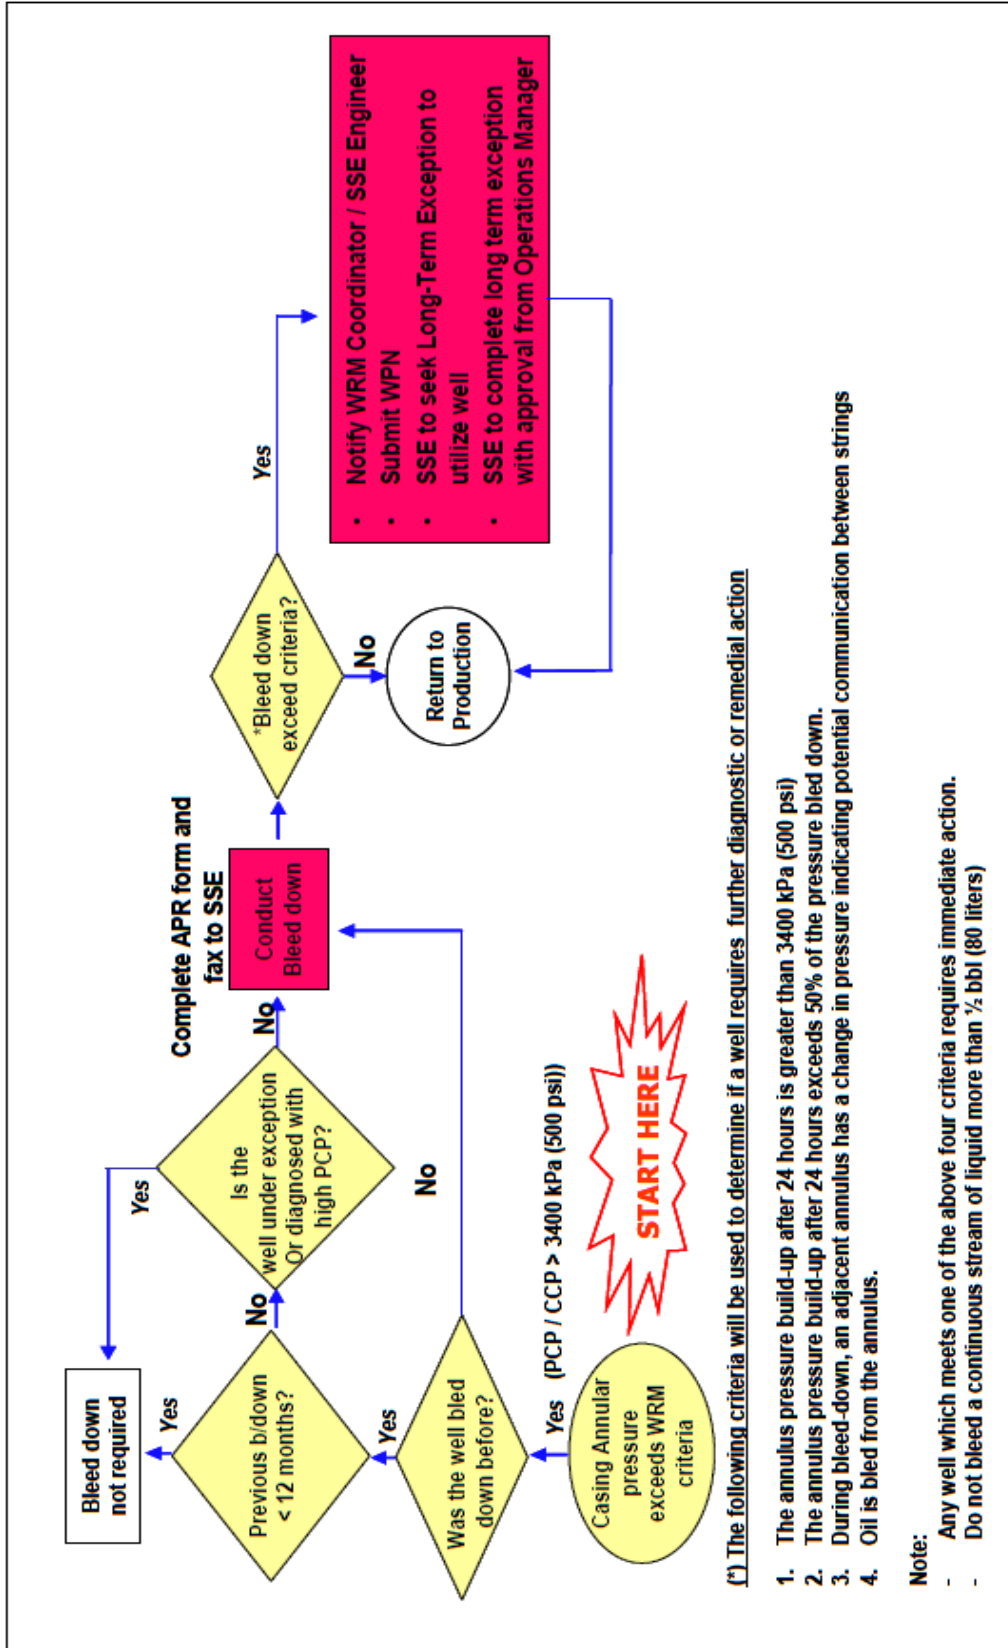 Bleed down
not required
Yes
Previous b/down
< 12 months?
No
Yes
Is the
well under exception
Or diagnosed with
high PCP?
No
Yes
Was the well bled
down before?
No
Yes
(PCP / CCP > 3400 kPa (500 psi))
Casing Annular
pressure
exceeds WRM
criteria
START HERE
Complete APR form and
fax to SSE
Conduct
Bleed down
*Bleed down
exceed criteria?
Yes
No
Return to
Production
• Notify WRM Coordinator / SSE Engineer
• Submit WPN
• SSE to seek Long-Term Exception to
utilize well
• SSE to complete long term exception
with approval from Operations Manager
(*) The following criteria will be used to determine if a well requires further diagnostic or remedial action
1. The annulus pressure build-up after 24 hours is greater than 3400 kPa (500 psi)
2. The annulus pressure build-up after 24 hours exceeds 50% of the pressure bled down.
3. During bleed-down, an adjacent annulus has a change in pressure indicating potential communication between strings
4. Oil is bled from the annulus.
Note:
- Any well which meets one of the above four criteria requires immediate action.
- Do not bleed a continuous stream of liquid more than ½ bbl (80 liters)